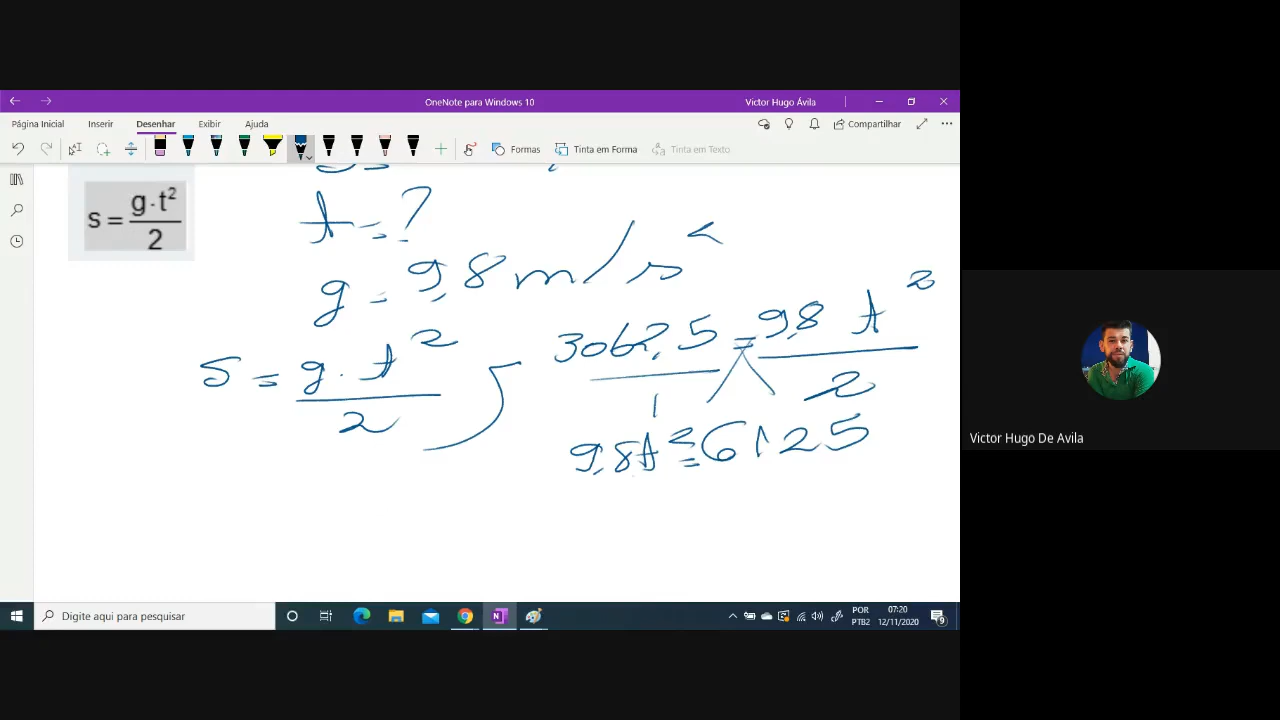 OneNote para Windows 10
Victor Hugo Ávila
Página Inicial Inserir Desenhar Exibir Ajuda
Compartilhar
Formas Tinta em Forma Tinta em Texto
s = g·t² / 2
t = ?
g = 9,8 m/s²
s = g·t² / 2
3062,5 / 1 = 9,8 t² / 2
9,8t² = 6125
Victor Hugo De Avila
Digite aqui para pesquisar
POR
PTB2
07:20
12/11/2020
9